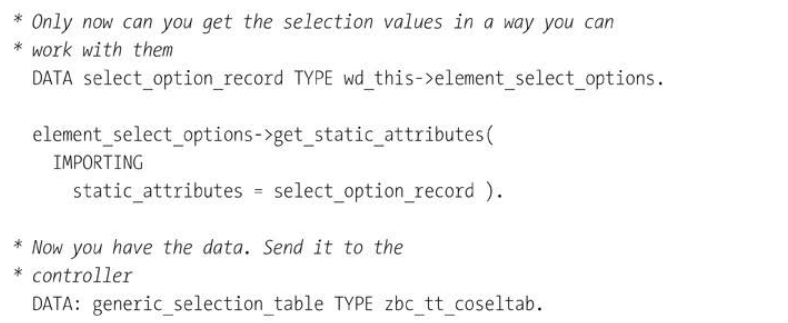 * Only now can you get the selection values in a way you can
* work with them
DATA select_option_record TYPE wd_this->element_select_options.
element_select_options->get_static_attributes(
IMPORTING
static_attributes = select_option_record ).
* Now you have the data. Send it to the
* controller
DATA: generic_selection_table TYPE zbc_tt_coseltab.